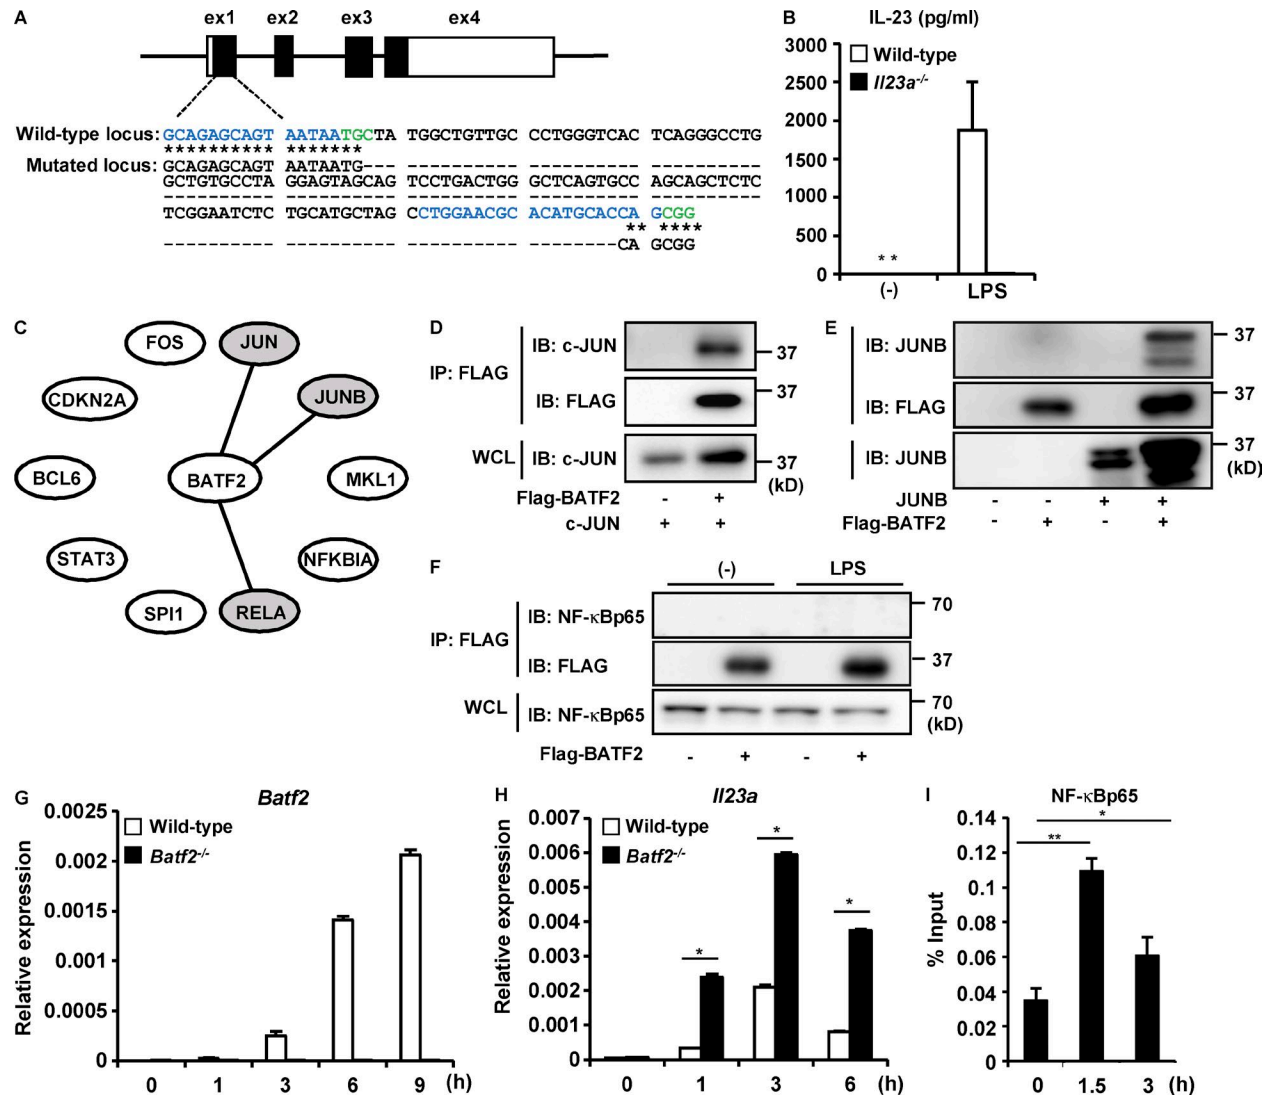 A
ex1 ex2 ex3 ex4
Wild-type locus: GCAGAGCAGT AATAATGCTA TGGCTGTTGC CCTGGGTCAC TCAGGGCCTG
***************** 
Mutated locus: GCAGAGCAGT AATAATG--- ---------- ---------- ----------
GCTGTGCCTA GGAGTAGCAG TCCTGACTGG GCTCAGTGCC AGCAGCTCTC
---------- ---------- ---------- ---------- ----------
TCGGAATCTC TGCATGCTAG CCTGGAACGC ACATGCACCA GCGG
** ****
---------- ---------- ---------- --------CA GCGG
B
IL-23 (pg/ml)
Wild-type
Il23a-/-
3000
2500
2000
1500
1000
500
0
**
(-) LPS
C
FOS
JUN
CDKN2A
JUNB
BCL6
BATF2
MKL1
STAT3
NFKBIA
SPI1
RELA
D
IP: FLAG
IB: c-JUN
37
IB: FLAG
37
WCL
IB: c-JUN
37
(kD)
Flag-BATF2 - +
c-JUN + +
E
IB: JUNB
37
IB: FLAG
37
IB: JUNB
37
(kD)
JUNB - - + +
Flag-BATF2 - + - +
F
(-) LPS
IP: FLAG
IB: NF-κBp65
70
IB: FLAG
37
WCL
IB: NF-κBp65
70
(kD)
Flag-BATF2 - + - +
G
Batf2
Wild-type
Batf2-/-
Relative expression
0.0025
0.002
0.0015
0.001
0.0005
0
0 1 3 6 9 (h)
H
Il23a
Wild-type
Batf2-/-
Relative expression
0.007
0.006
0.005
0.004
0.003
0.002
0.001
0
*
*
*
0 1 3 6 (h)
I
NF-κBp65
% Input
0.14
0.12
0.1
0.08
0.06
0.04
0.02
0
*
**
0 1.5 3 (h)